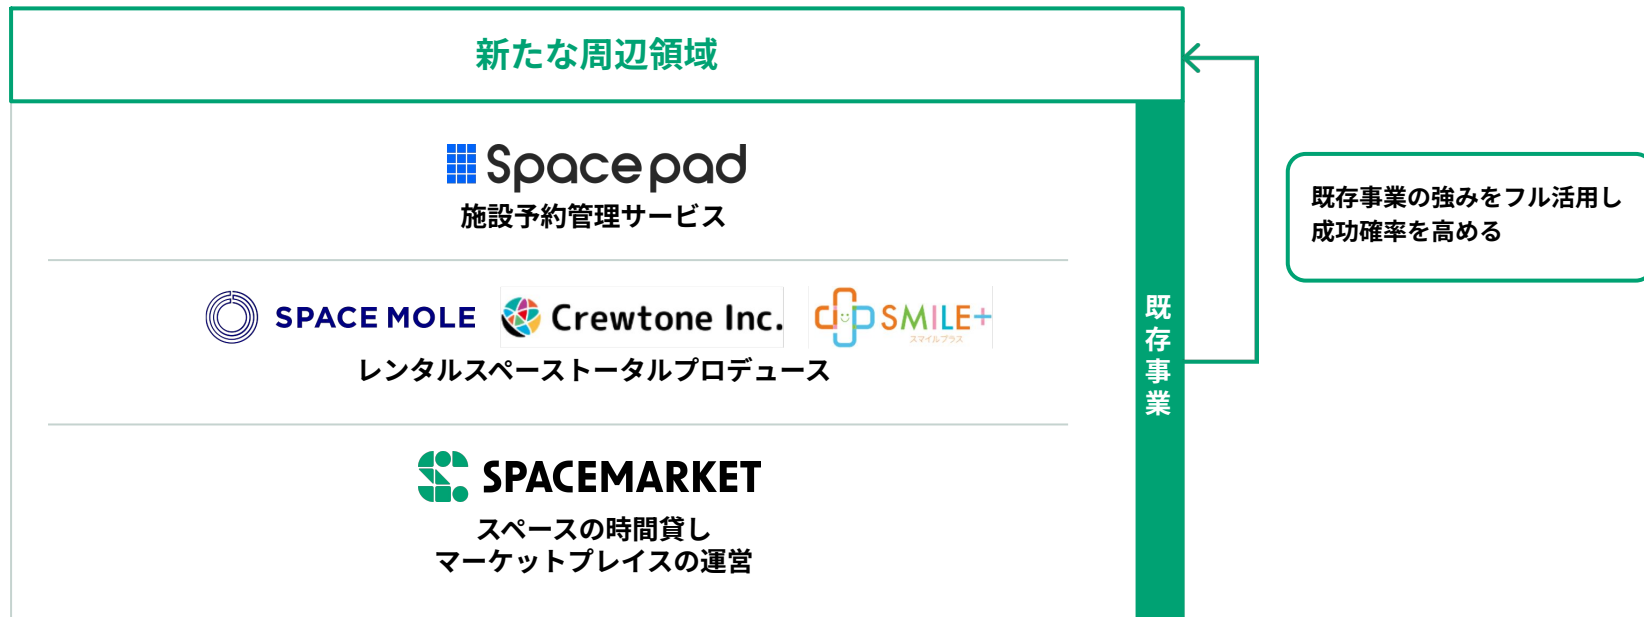 新たな周辺領域
Spacepad
施設予約管理サービス
SPACE MOLE
Crewtone Inc.
SMILE+
スマイルプラス
レンタルスペーストータルプロデュース
SPACEMARKET
スペースの時間貸し
マーケットプレイスの運営
既存事業
既存事業の強みをフル活用し
成功確率を高める